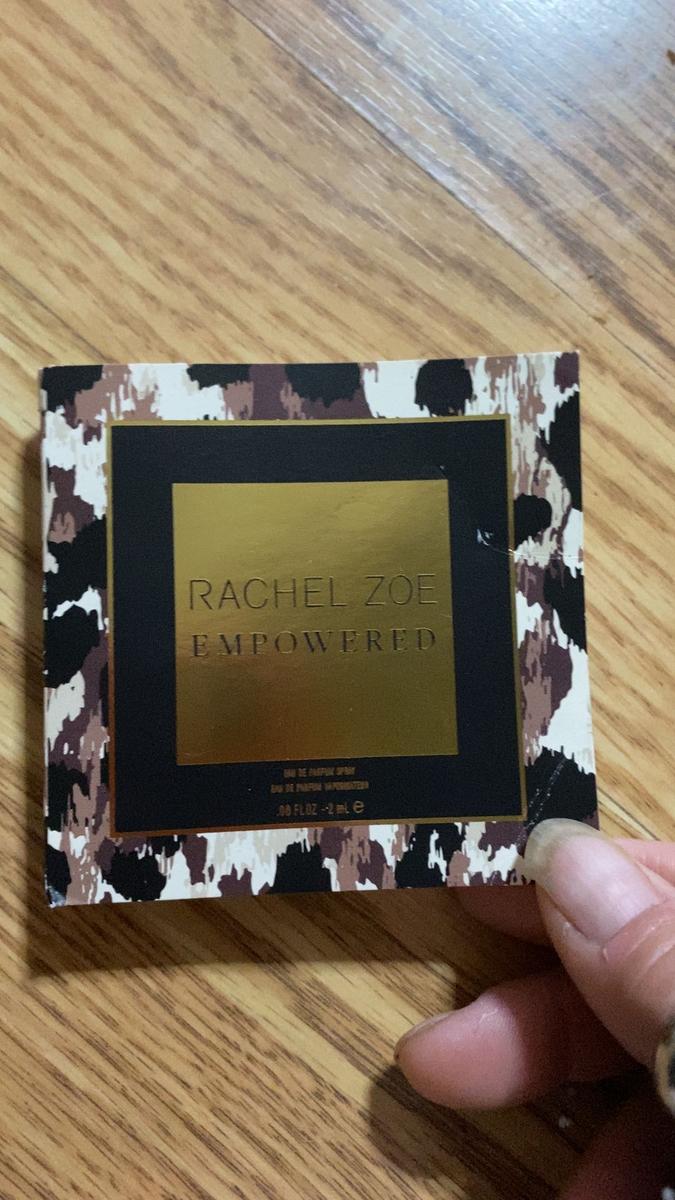 RACHEL ZOE
EMPOWERED
EAU DE PARFUM SPRAY
EAU DE PARFUM VAPORISATEUR
.06 FL OZ - 2 mL ℮